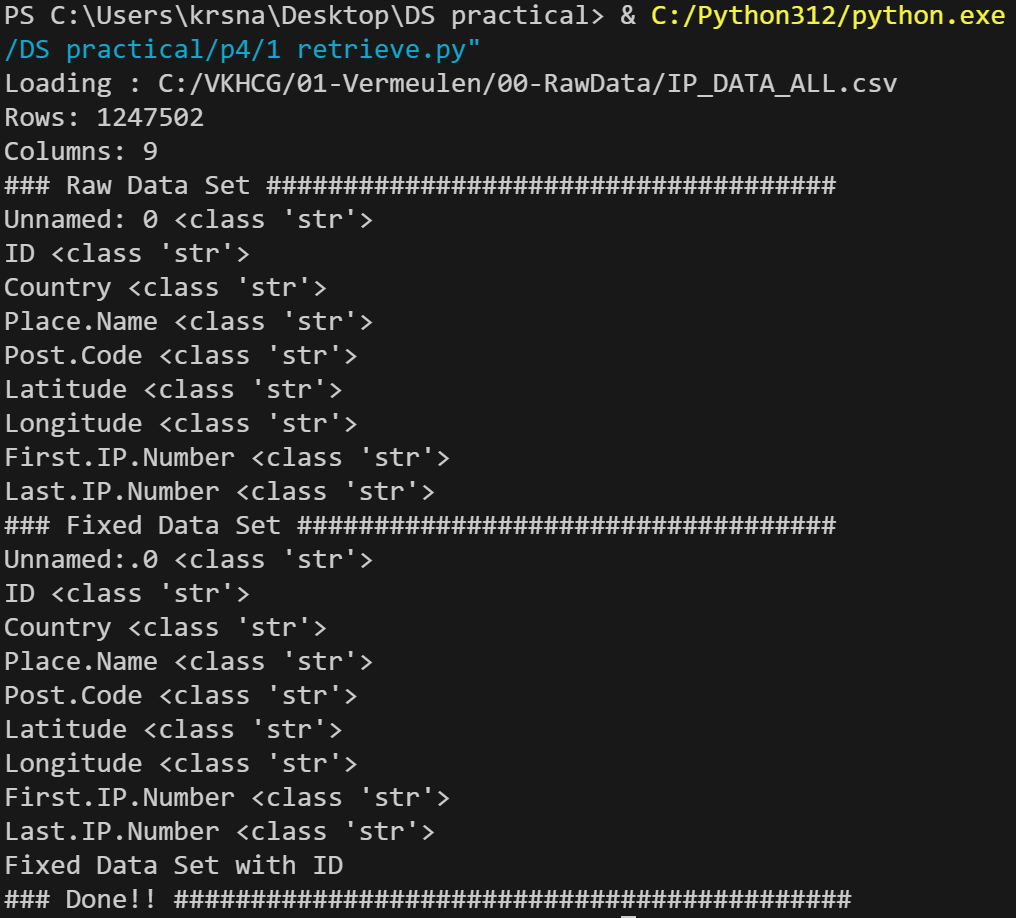 PS C:\Users\krsna\Desktop\DS practical> & C:/Python312/python.exe
/DS practical/p4/1 retrieve.py"
Loading : C:/VKHCG/01-Vermeulen/00-RawData/IP_DATA_ALL.csv
Rows: 1247502
Columns: 9
### Raw Data Set #####################################
Unnamed: 0 <class 'str'>
ID <class 'str'>
Country <class 'str'>
Place.Name <class 'str'>
Post.Code <class 'str'>
Latitude <class 'str'>
Longitude <class 'str'>
First.IP.Number <class 'str'>
Last.IP.Number <class 'str'>
### Fixed Data Set ###################################
Unnamed:.0 <class 'str'>
ID <class 'str'>
Country <class 'str'>
Place.Name <class 'str'>
Post.Code <class 'str'>
Latitude <class 'str'>
Longitude <class 'str'>
First.IP.Number <class 'str'>
Last.IP.Number <class 'str'>
Fixed Data Set with ID
### Done!! ############################################